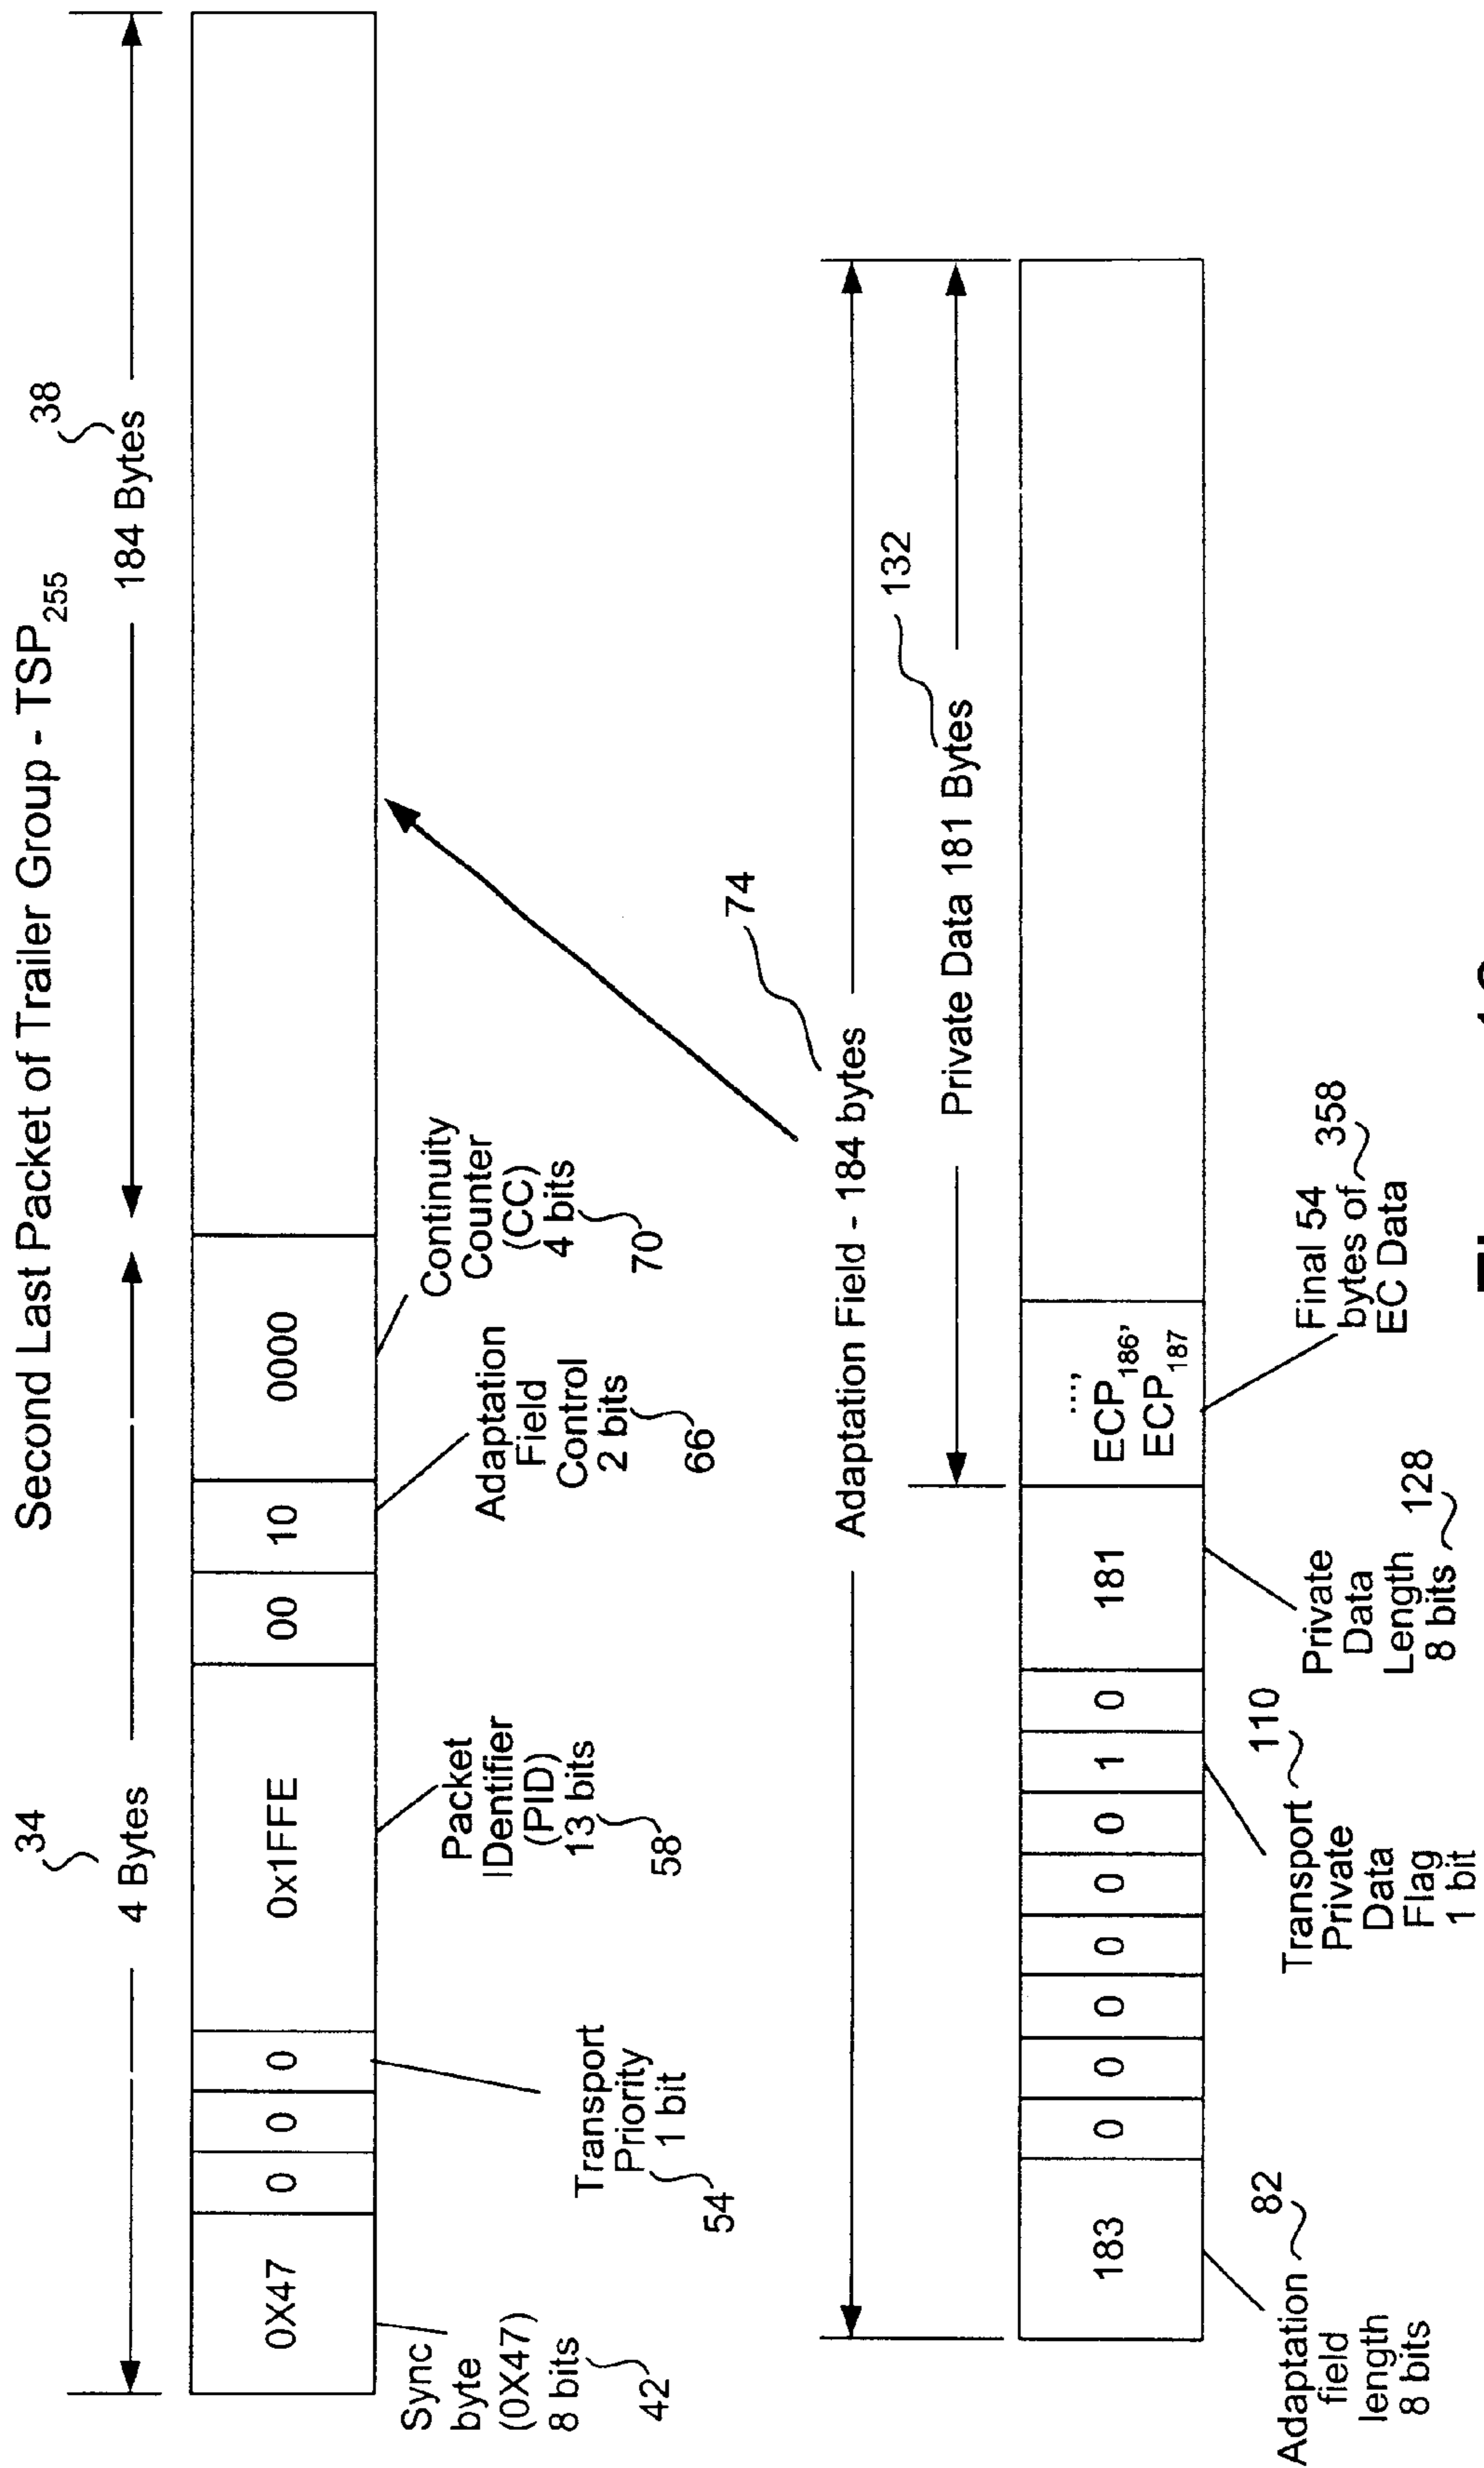 Second Last Packet of Trailer Group - TSP255
34
4 Bytes
38
184 Bytes
0X47
0
0
0
0x1FFE
00
10
0000
Sync
byte
(0X47)
8 bits
42
Transport
Priority
1 bit
54
Packet
IDentifier
(PID)
13 bits
58
Adaptation
Field
Control
2 bits
66
Continuity
Counter
(CC)
4 bits
70
74
Adaptation Field - 184 bytes
132
Private Data 181 Bytes
183
0
0
0
0
0
0
1
0
181
....,
ECP186,
ECP187
Adaptation
field
length
8 bits
82
Transport
Private
Data
Flag
1 bit
110
Private
Data
Length
8 bits
128
Final 54
bytes of
EC Data
358